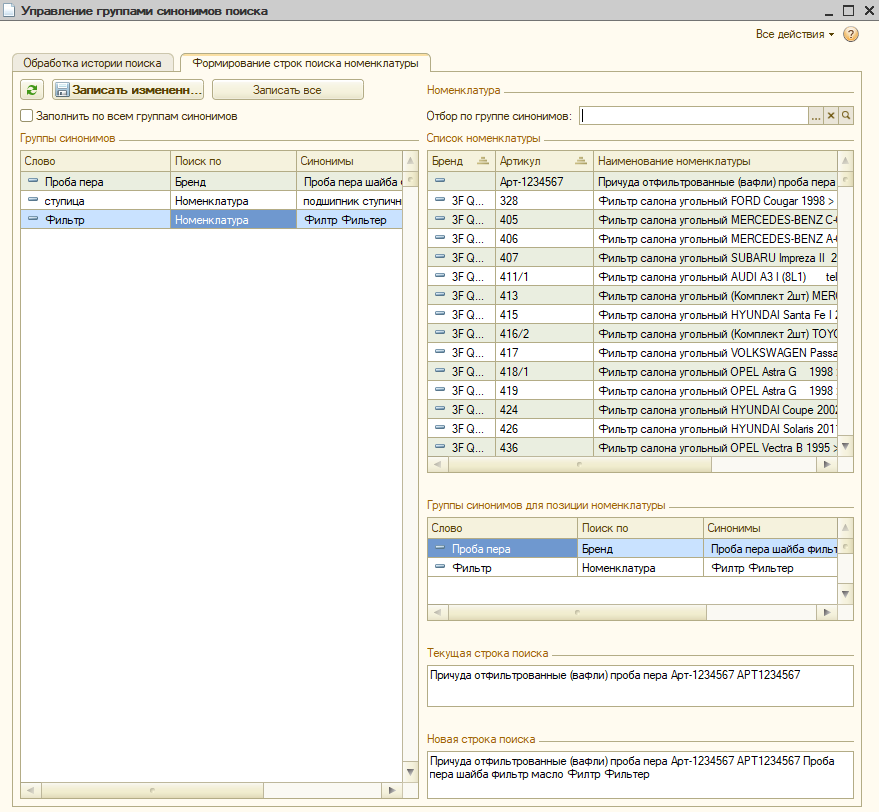 Управление группами синонимов поиска
Все действия
Обработка истории поиска
Формирование строк поиска номенклатуры
Записать измененн...
Записать все
Заполнить по всем группам синонимов
Группы синонимов
Слово Поиск по Синонимы
Проба пера Бренд Проба пера шайба
ступица Номенклатура подшипник ступичн
Фильтр Номенклатура Филтр Фильтер
Номенклатура
Отбор по группе синонимов:
Список номенклатуры
Бренд Артикул Наименование номенклатуры
Арт-1234567 Причуда отфильтрованные (вафли) проба пера
3F Q... 328 Фильтр салона угольный FORD Cougar 1998 >
3F Q... 405 Фильтр салона угольный MERCEDES-BENZ C-
3F Q... 406 Фильтр салона угольный MERCEDES-BENZ A-
3F Q... 407 Фильтр салона угольный SUBARU Impreza II 2
3F Q... 411/1 Фильтр салона угольный AUDI A3 I (8L1) tel
3F Q... 413 Фильтр салона угольный (Комплект 2шт) MER
3F Q... 415 Фильтр салона угольный HYUNDAI Santa Fe I 2
3F Q... 416/2 Фильтр салона угольный (Комплект 2шт) TOYO
3F Q... 417 Фильтр салона угольный VOLKSWAGEN Passa
3F Q... 418/1 Фильтр салона угольный OPEL Astra G 1998
3F Q... 419 Фильтр салона угольный OPEL Astra G 1998
3F Q... 424 Фильтр салона угольный HYUNDAI Coupe 2002
3F Q... 426 Фильтр салона угольный HYUNDAI Solaris 201
3F Q... 436 Фильтр салона угольный OPEL Vectra B 1995 >
Группы синонимов для позиции номенклатуры
Слово Поиск по Синонимы
Проба пера Бренд Проба пера шайба фильт
Фильтр Номенклатура Филтр Фильтер
Текущая строка поиска
Причуда отфильтрованные (вафли) проба пера Арт-1234567 АРТ1234567
Новая строка поиска
Причуда отфильтрованные (вафли) проба пера Арт-1234567 АРТ1234567 Проба
пера шайба фильтр масло Филтр Фильтер